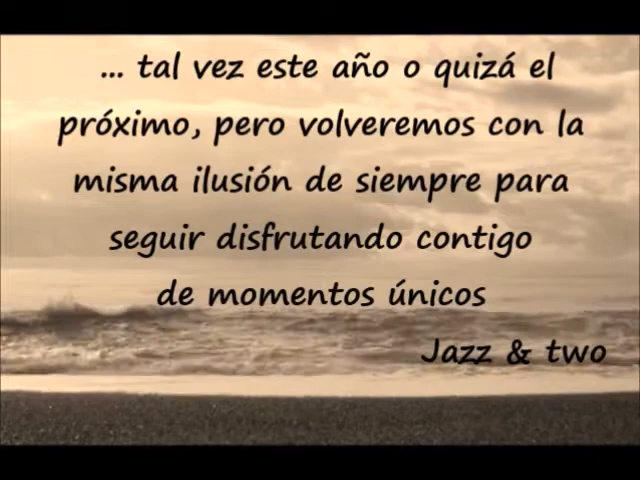 ... tal vez este año o quizá el
próximo, pero volveremos con la
misma ilusión de siempre para
seguir disfrutando contigo
de momentos únicos
Jazz & two